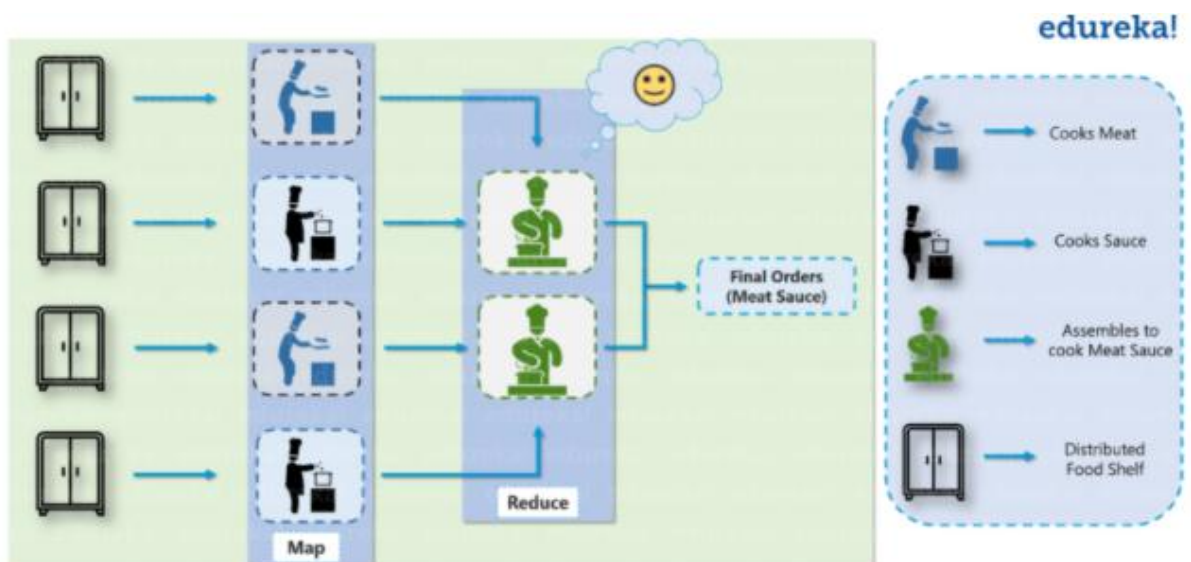 edureka!
Cooks Meat
Cooks Sauce
Final Orders
(Meat Sauce)
Assembles to
cook Meat Sauce
Distributed
Food Shelf
Reduce
Map